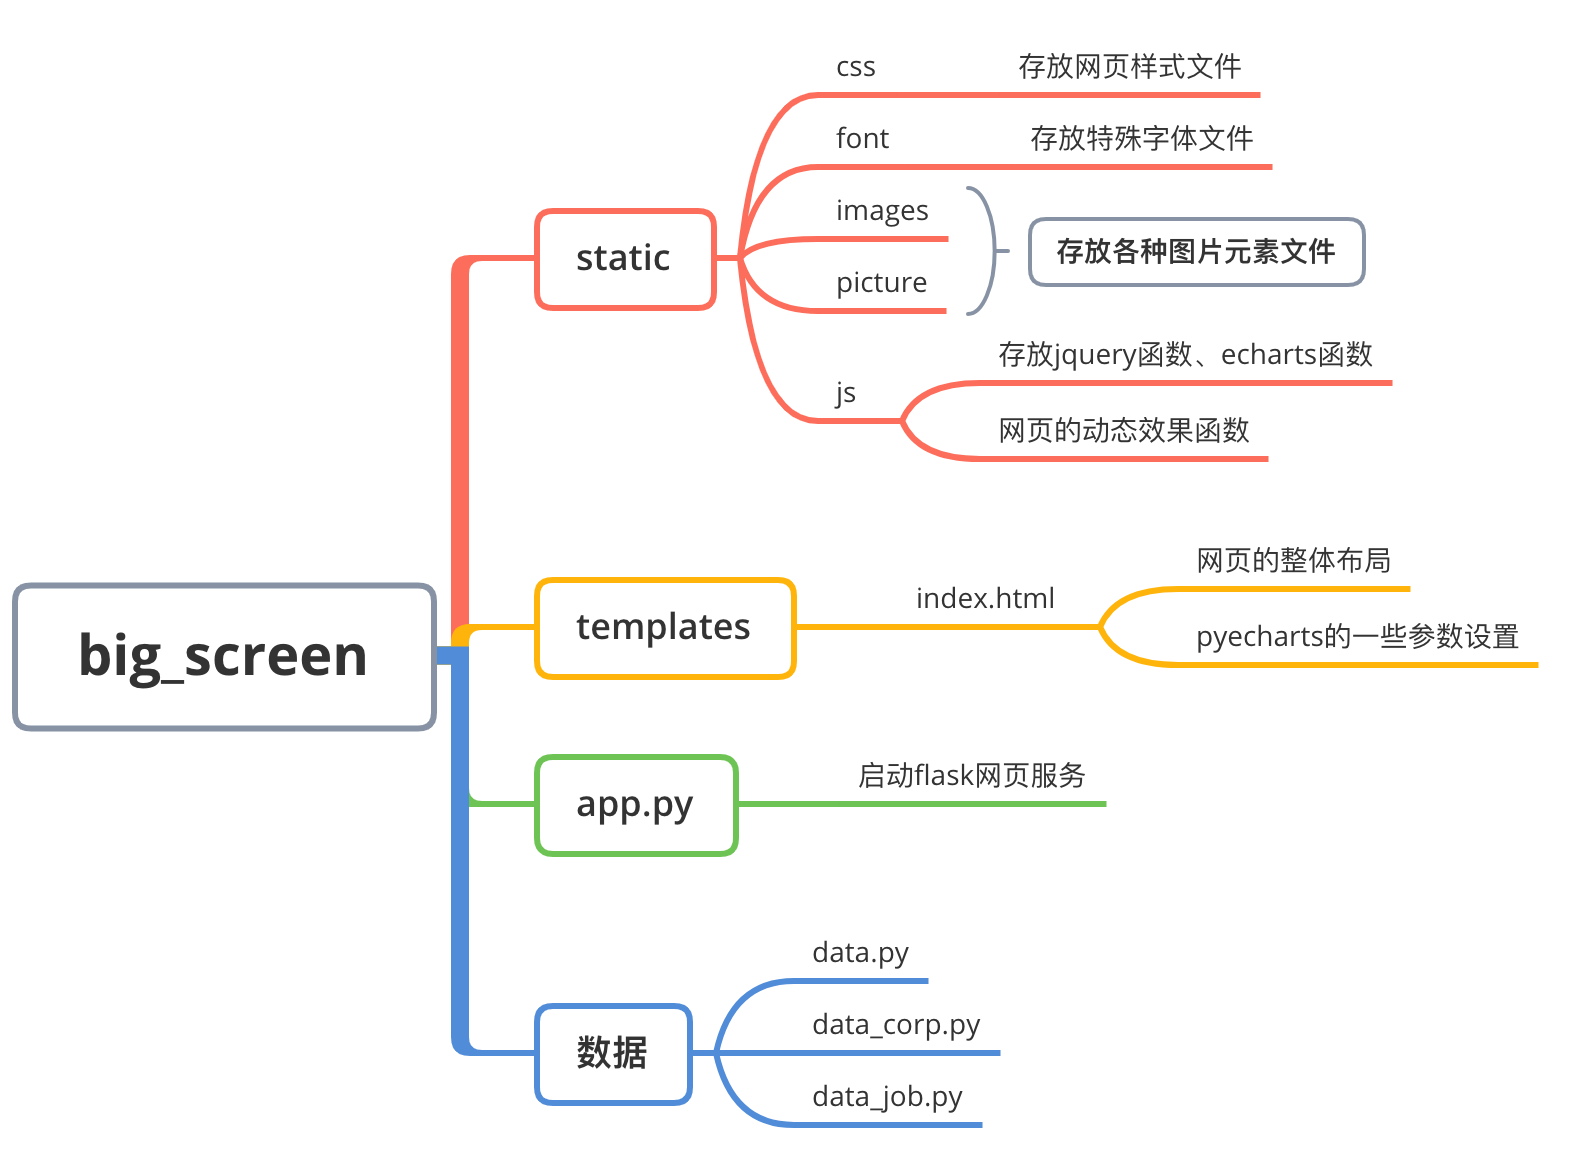 big_screen
static
css
存放网页样式文件
font
存放特殊字体文件
images
picture
存放各种图片元素文件
js
存放jquery函数、echarts函数
网页的动态效果函数
templates
index.html
网页的整体布局
pyecharts的一些参数设置
app.py
启动flask网页服务
数据
data.py
data_corp.py
data_job.py